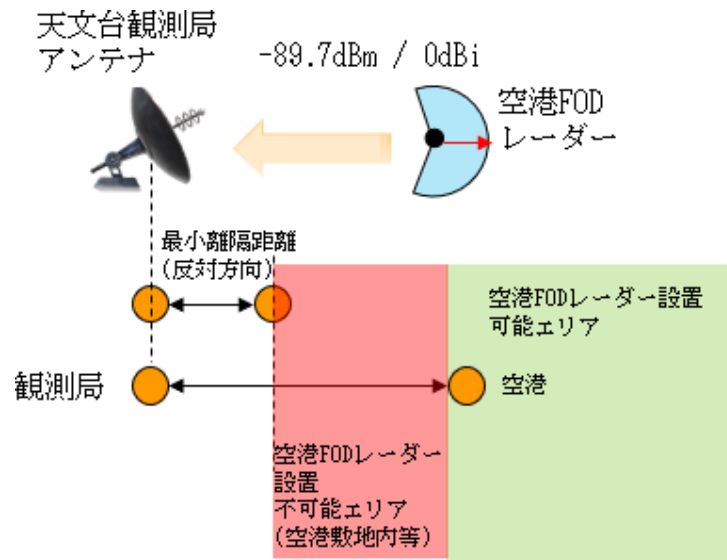 天文台観測局
アンテナ
-89.7dBm / 0dBi
空港FOD
レーダー
最小離隔距離
(反対方向)
空港FODレーダー設置
可能エリア
観測局
空港
空港FODレーダー
設置
不可能エリア
(空港敷地内等)